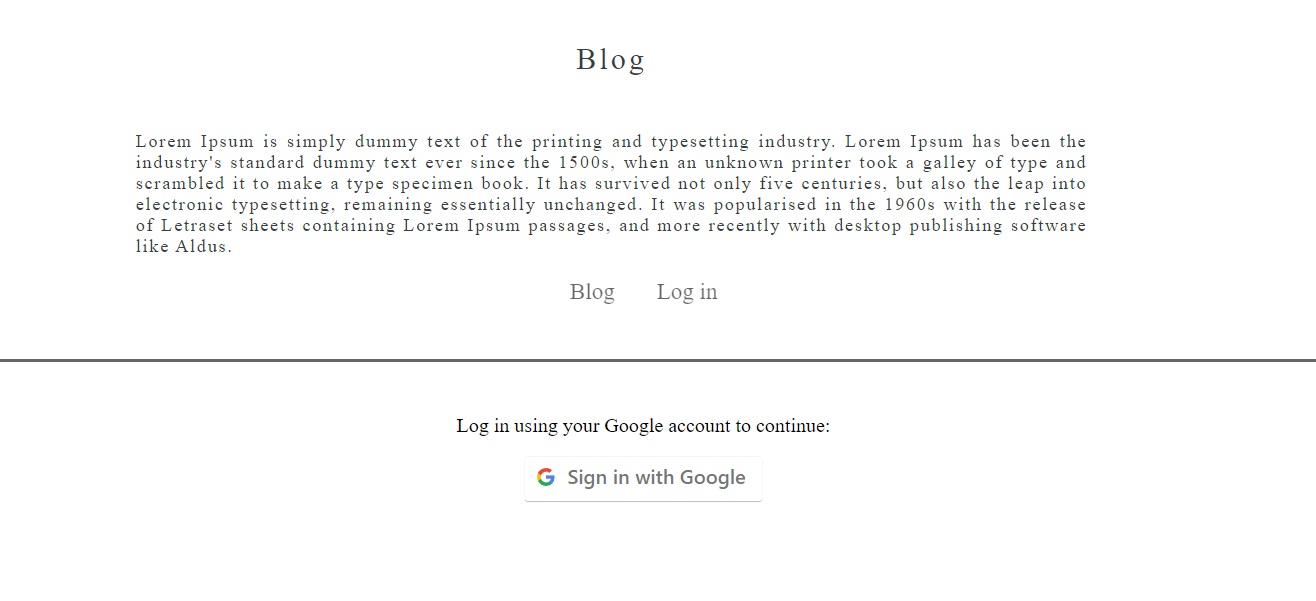 Blog
Lorem Ipsum is simply dummy text of the printing and typesetting industry. Lorem Ipsum has been the
industry's standard dummy text ever since the 1500s, when an unknown printer took a galley of type and
scrambled it to make a type specimen book. It has survived not only five centuries, but also the leap into
electronic typesetting, remaining essentially unchanged. It was popularised in the 1960s with the release
of Letraset sheets containing Lorem Ipsum passages, and more recently with desktop publishing software
like Aldus.
Blog Log in
Log in using your Google account to continue:
Sign in with Google